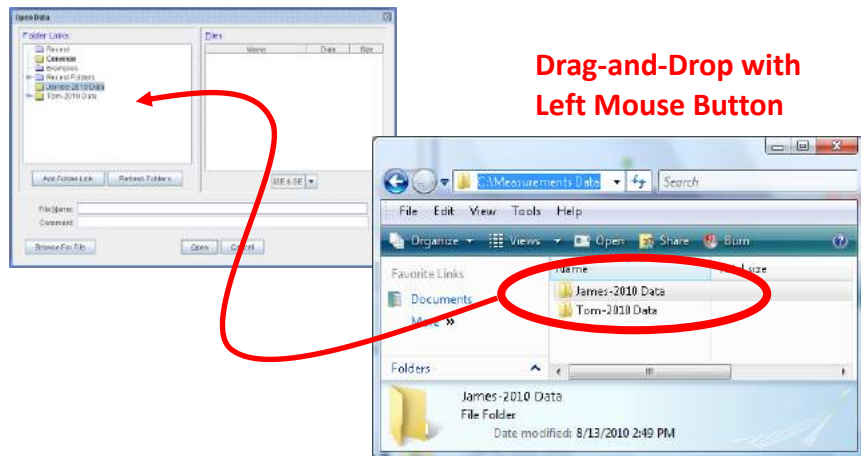 Open Data
Folder Links:
Files
Recent
Common
Examples
Recent Folders
James-2010 Data
Tom-2010 Data
Name Date Size
Add Folder Link Refresh Folders
File Name:
Comment
Browse For File
Open Cancel
Drag-and-Drop with
Left Mouse Button
C:\Measurements Data
Search
File Edit View Tools Help
Organize Views Open Share Burn
Favorite Links
Documents
More »
Folders
Name size
James-2010 Data
Tom-2010 Data
James-2010 Data
File Folder
Date modified: 8/13/2010 2:49 PM